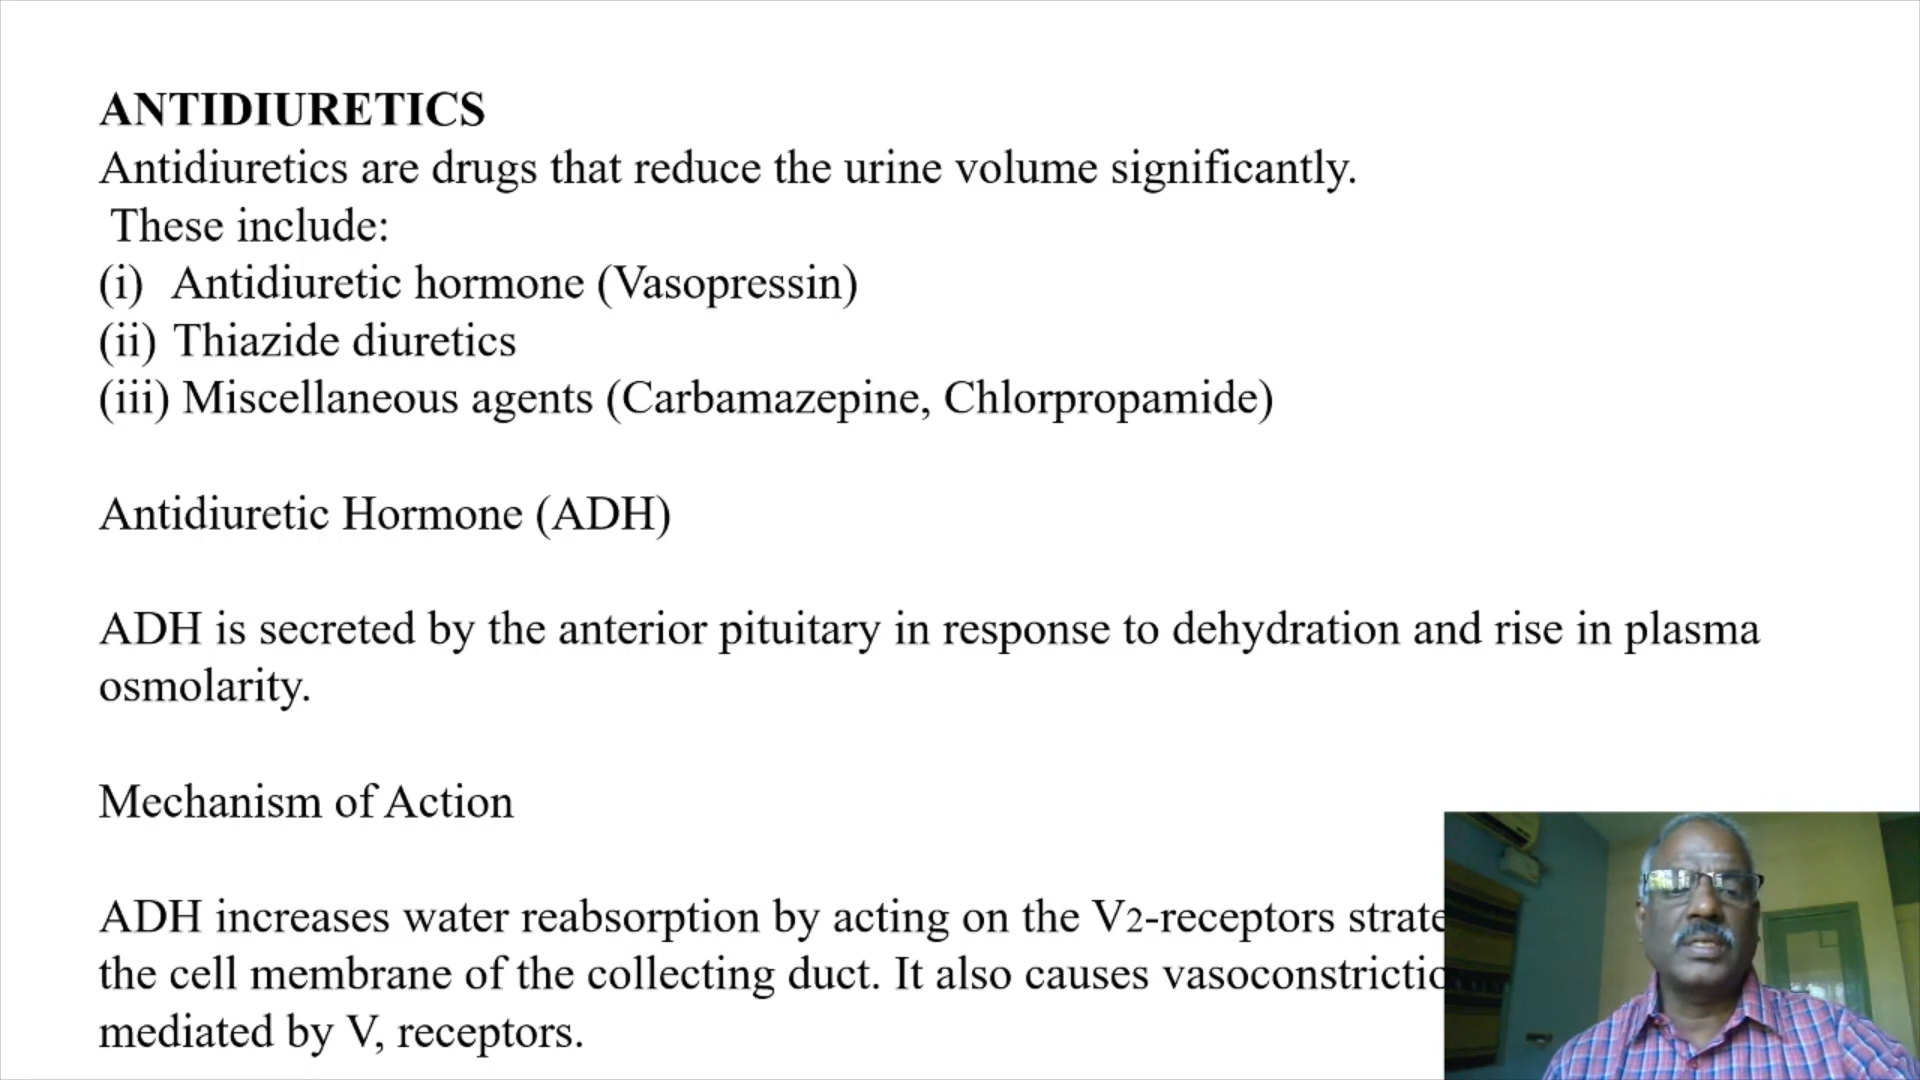 ANTIDIURETICS
Antidiuretics are drugs that reduce the urine volume significantly.
These include:
(i) Antidiuretic hormone (Vasopressin)
(ii) Thiazide diuretics
(iii) Miscellaneous agents (Carbamazepine, Chlorpropamide)
Antidiuretic Hormone (ADH)
ADH is secreted by the anterior pituitary in response to dehydration and rise in plasma
osmolarity.
Mechanism of Action
ADH increases water reabsorption by acting on the V2-receptors strate
the cell membrane of the collecting duct. It also causes vasoconstrictio
mediated by V, receptors.